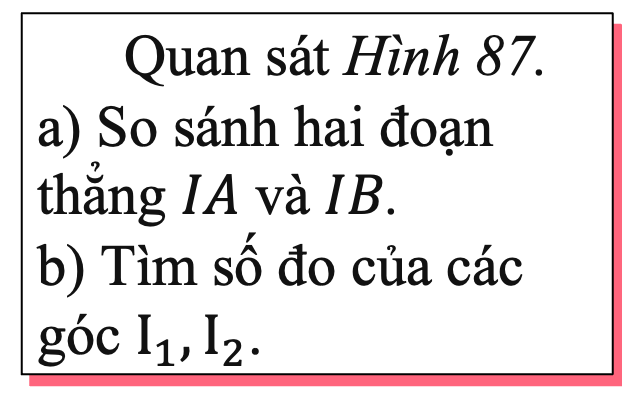 Quan sát Hình 87.
a) So sánh hai đoạn
thẳng IA và IB.
b) Tìm số đo của các
góc I₁, I₂.